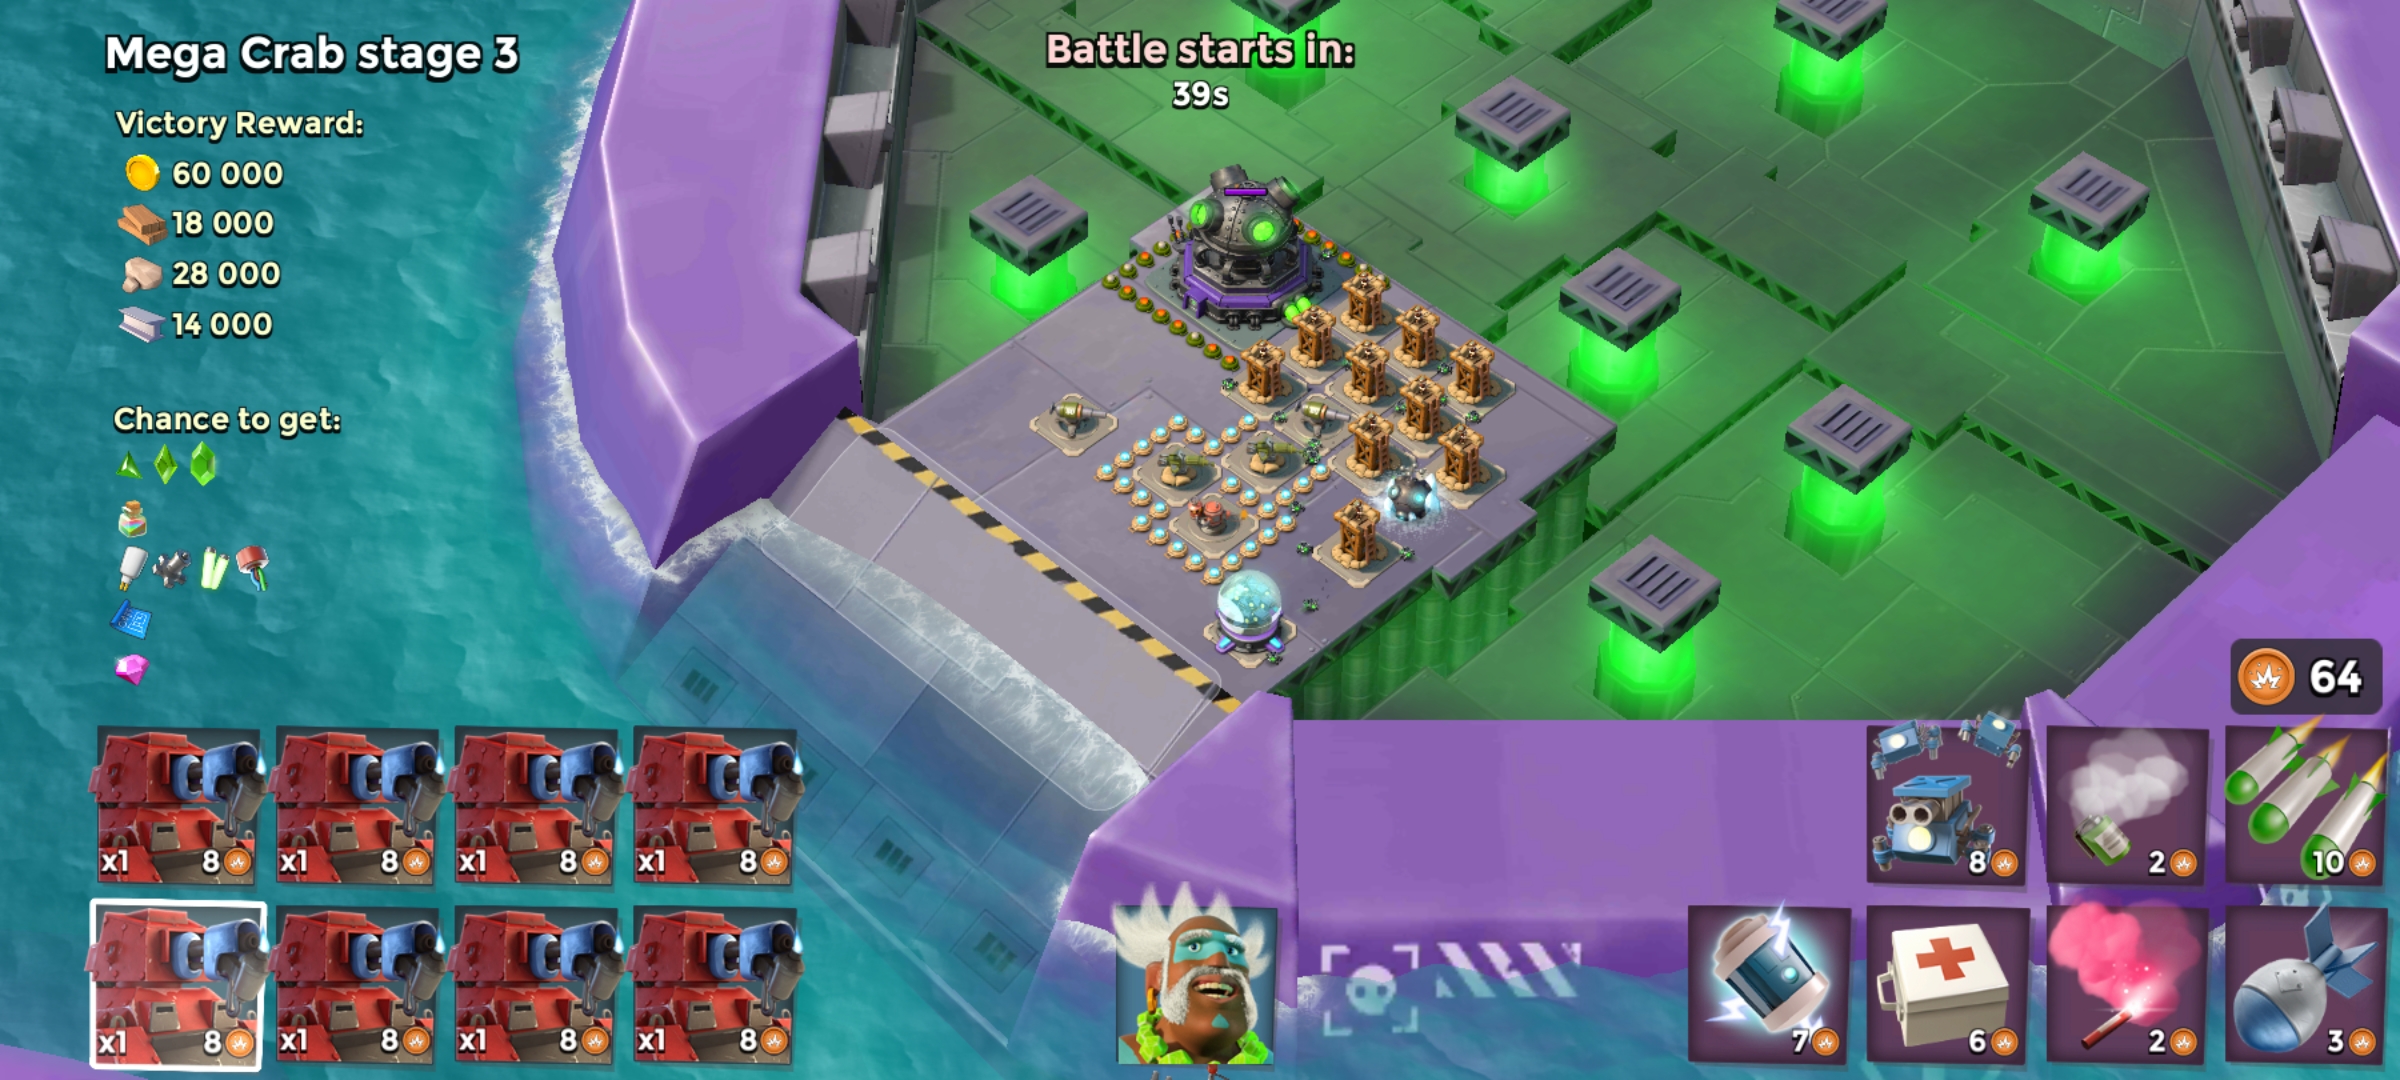 Mega Crab stage 3
Battle starts in:
39s
Victory Reward:
60 000
18 000
28 000
14 000
Chance to get:
64
x1 8
x1 8
x1 8
x1 8
8
2
10
x1 8
x1 8
x1 8
x1 8
7
6
2
3